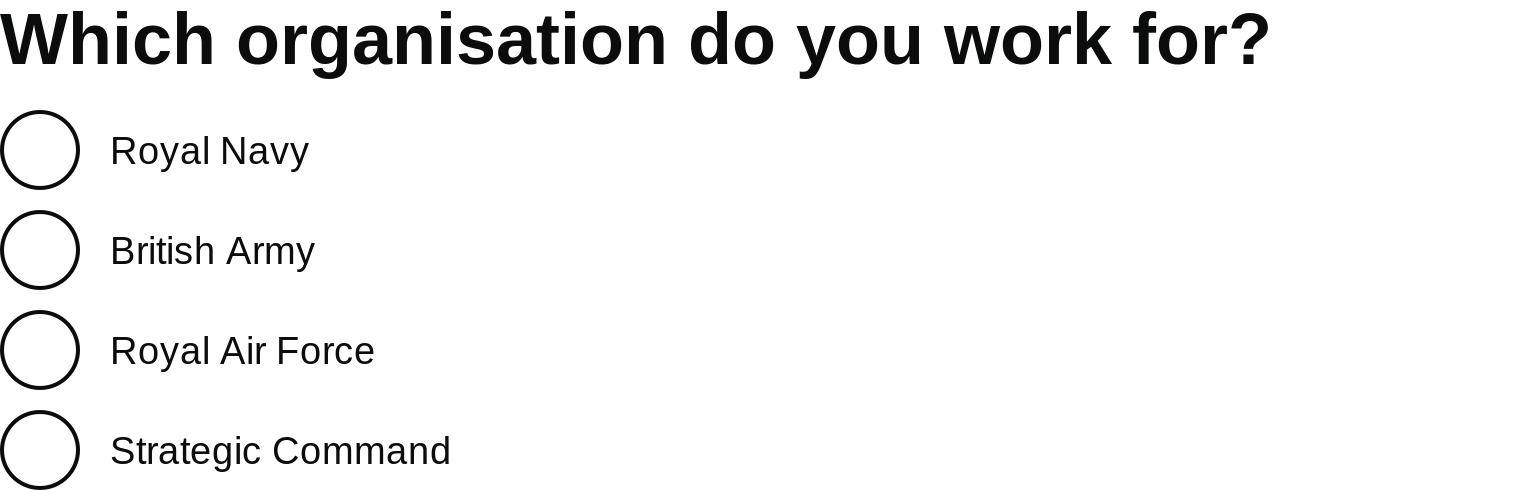 Which organisation do you work for?
Royal Navy
British Army
Royal Air Force
Strategic Command